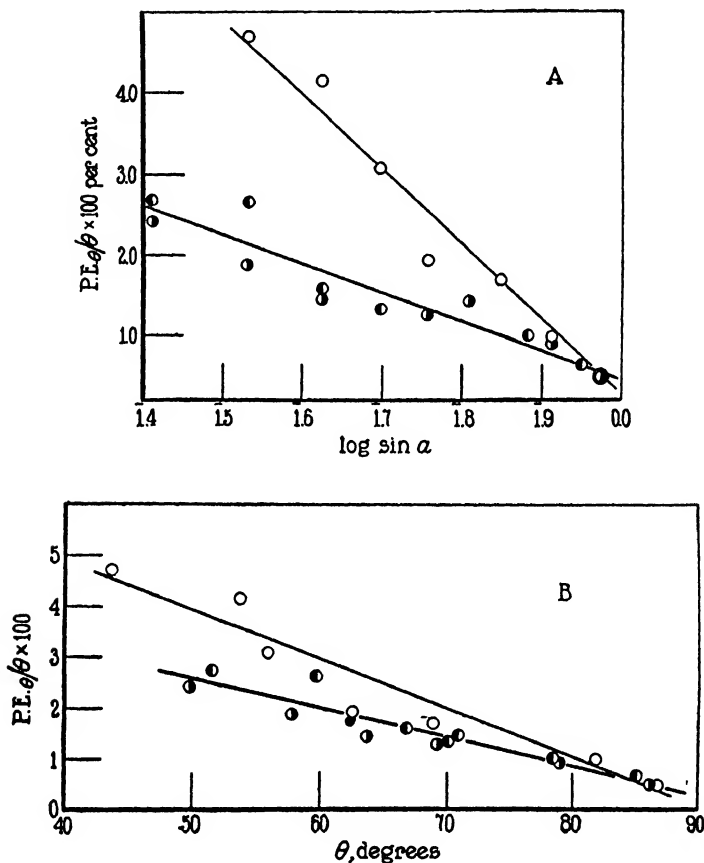 A
4.0
3.0
2.0
1.0
P.E.θ/θ × 100 per cent
1̄.4 1̄.5 1̄.6 1̄.7 1̄.8 1̄.9 0.0
log sin a
B
5
4
3
2
1
0
P.E.θ/θ × 100
40 50 60 70 80 90
θ, degrees